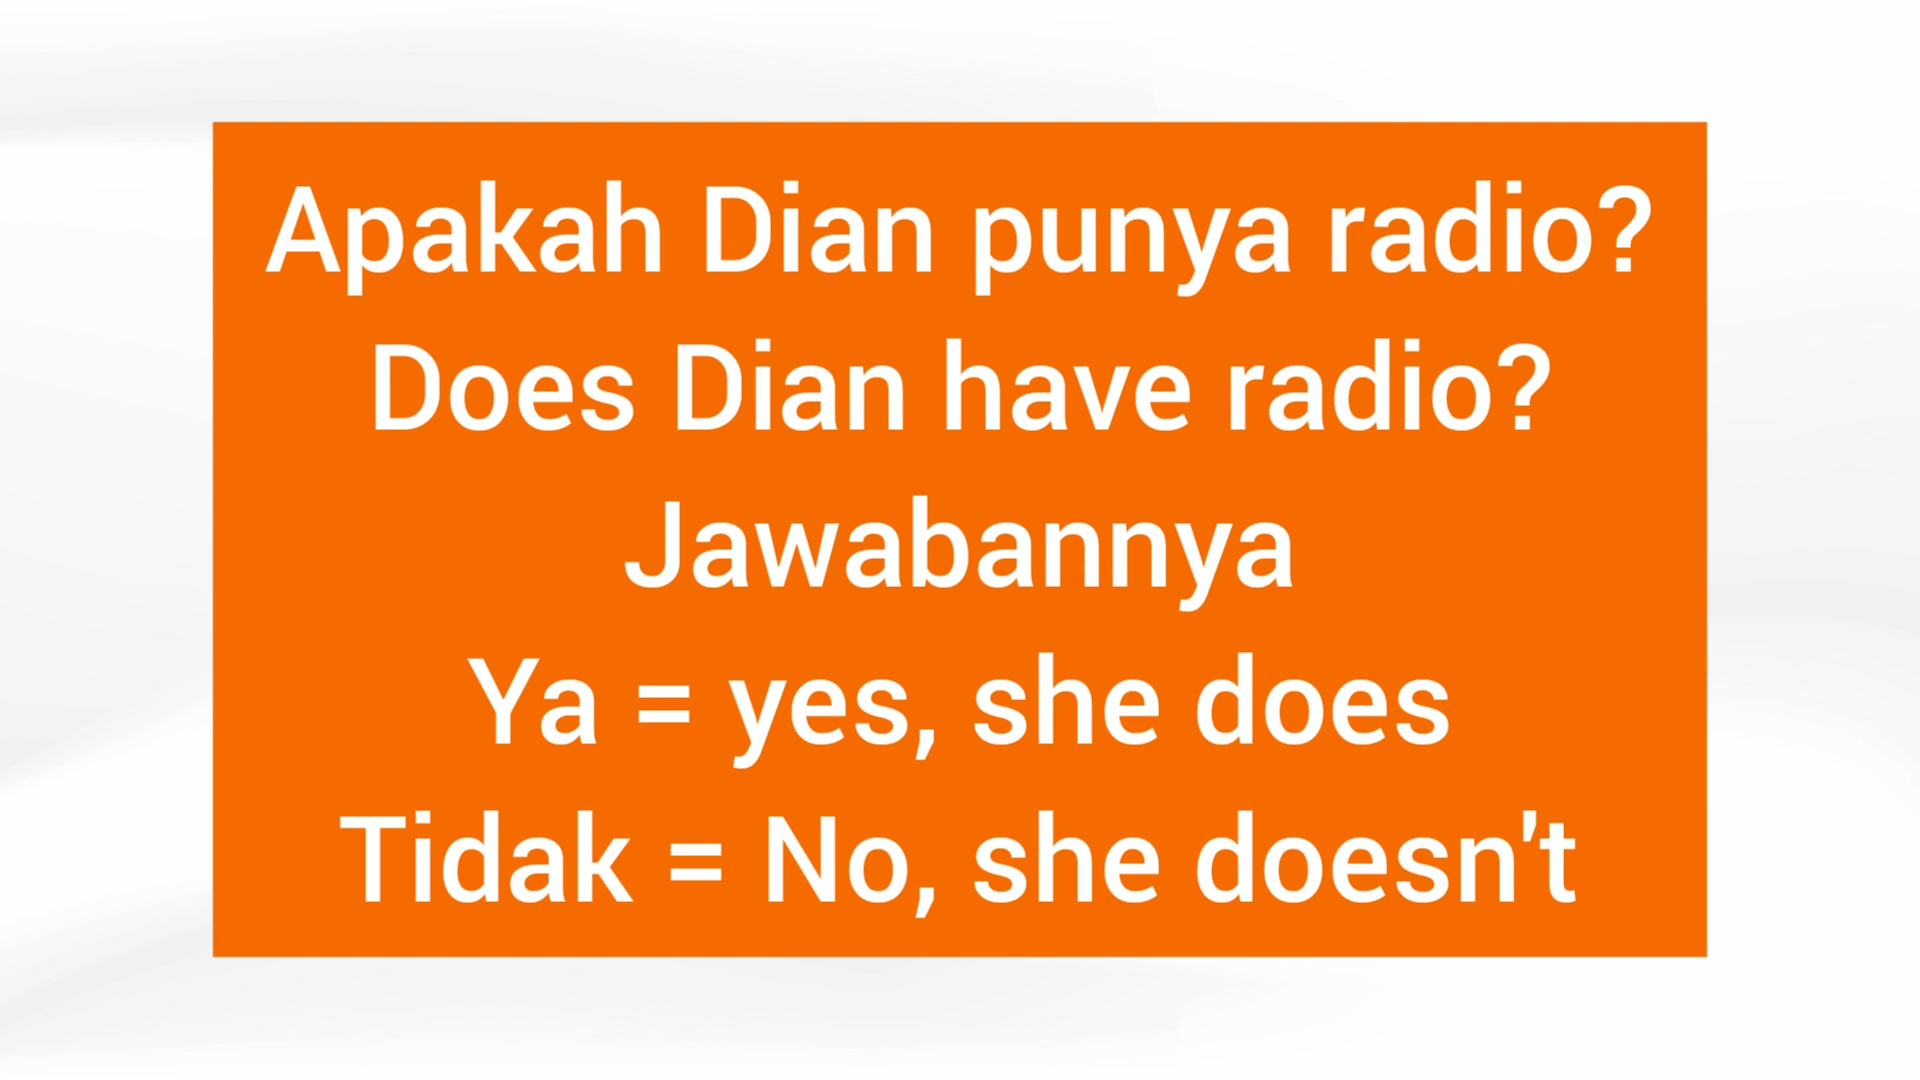 Apakah Dian punya radio?
Does Dian have radio?
Jawabannya
Ya = yes, she does
Tidak = No, she doesn't